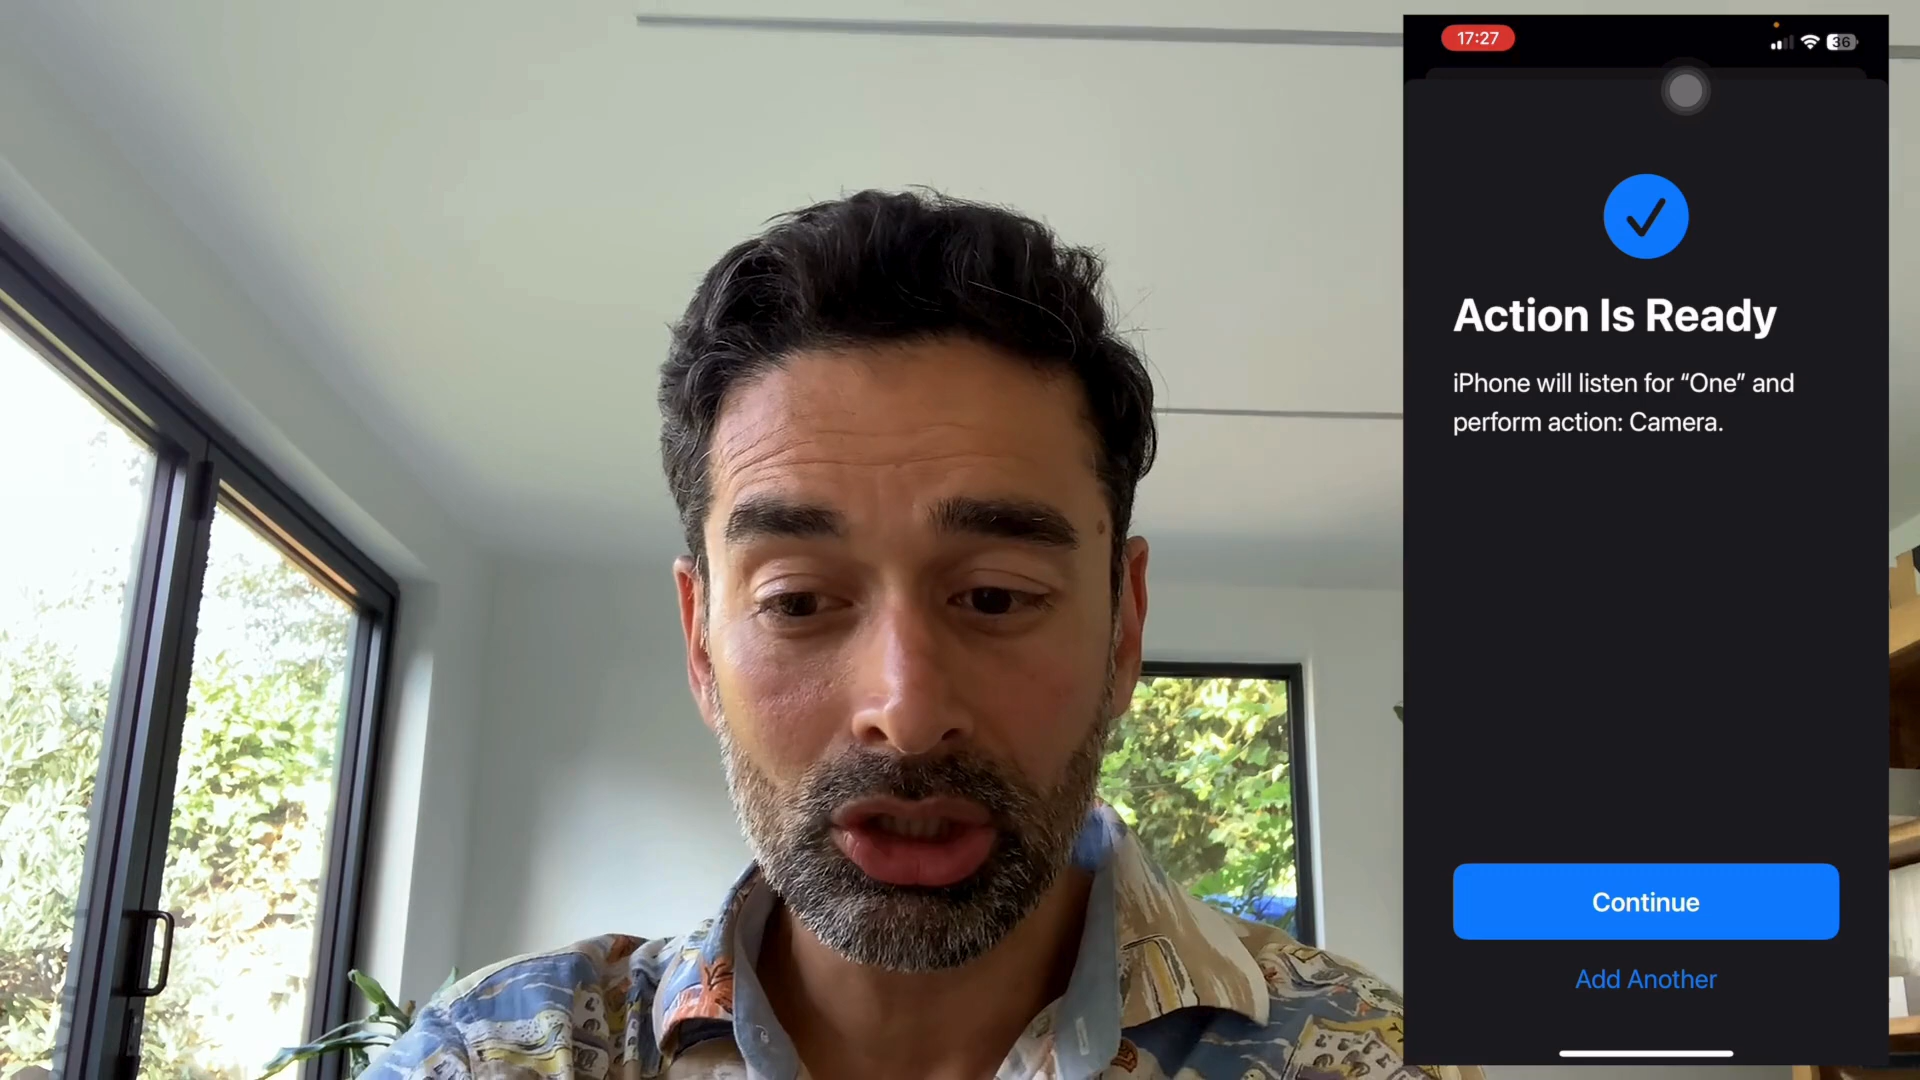 17:27
36
Action Is Ready
iPhone will listen for “One” and
perform action: Camera.
Continue
Add Another